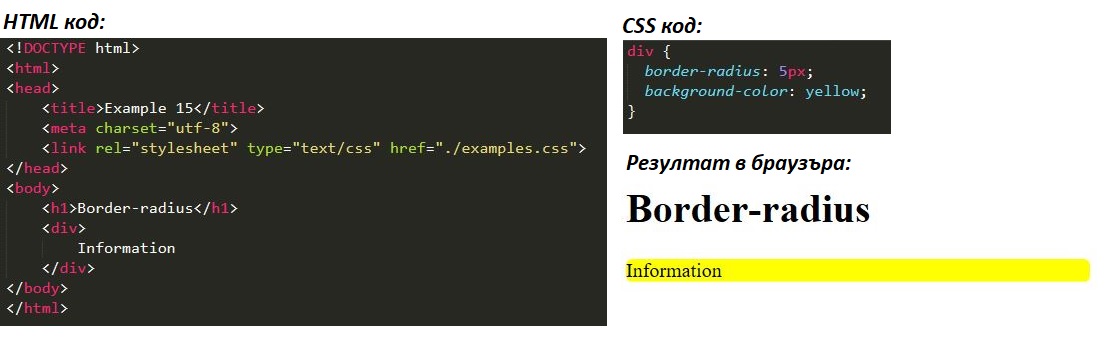 HTML код:
<!DOCTYPE html>
<html>
<head>
    <title>Example 15</title>
    <meta charset="utf-8">
    <link rel="stylesheet" type="text/css" href="./examples.css">
</head>
<body>
    <h1>Border-radius</h1>
    <div>
        Information
    </div>
</body>
</html>
CSS код:
div {
  border-radius: 5px;
  background-color: yellow;
}
Резултат в браузъра:
Border-radius
Information